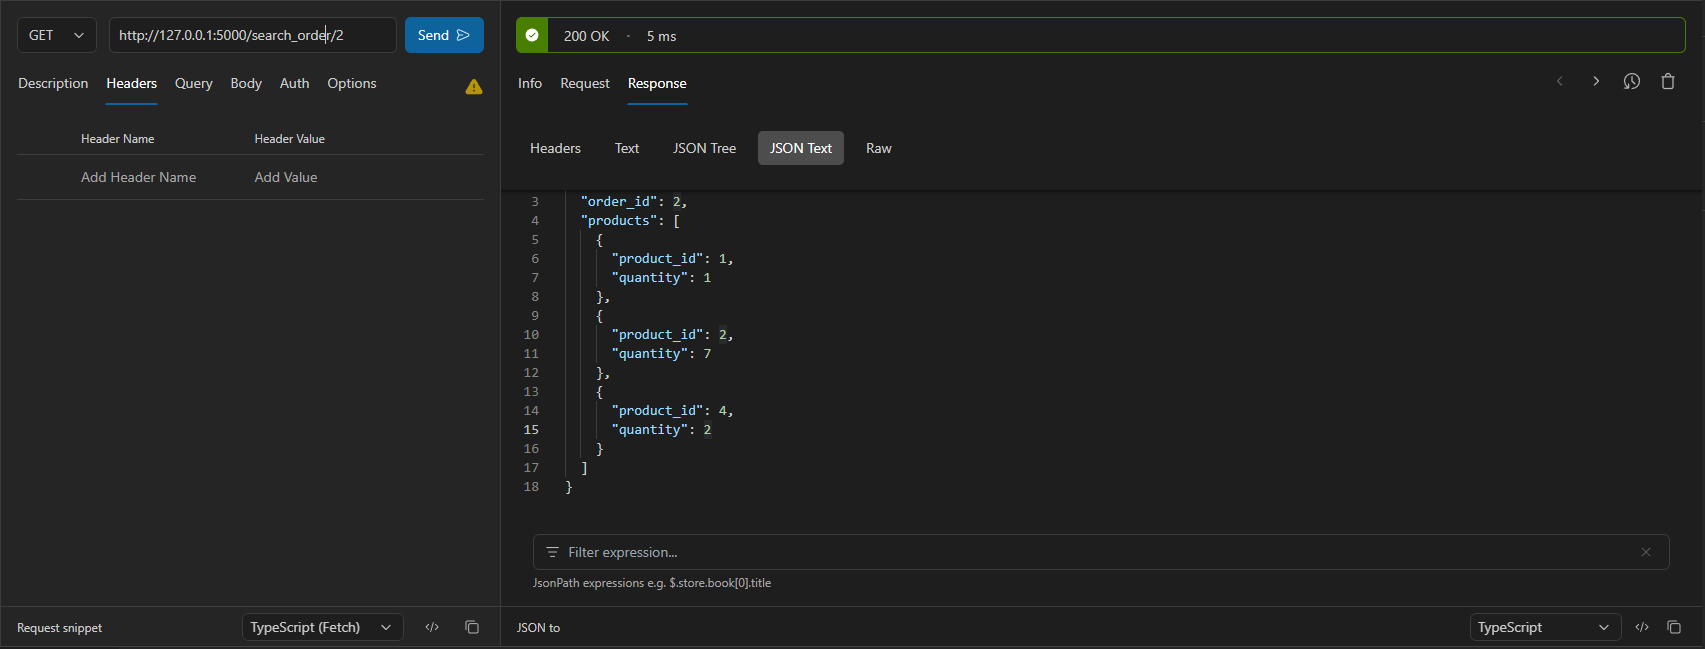 GET
http://127.0.0.1:5000/search_order/2
Send
Description Headers Query Body Auth Options
Header Name Header Value
Add Header Name Add Value
Request snippet TypeScript (Fetch) </>
200 OK · 5 ms
Info Request Response
Headers Text JSON Tree JSON Text Raw
3 "order_id": 2,
4 "products": [
5 {
6 "product_id": 1,
7 "quantity": 1
8 },
9 {
10 "product_id": 2,
11 "quantity": 7
12 },
13 {
14 "product_id": 4,
15 "quantity": 2
16 }
17 ]
18 }
Filter expression...
JsonPath expressions e.g. $.store.book[0].title
JSON to TypeScript </>